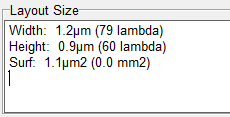 Layout Size
Width: 1.2µm (79 lambda)
Height: 0.9µm (60 lambda)
Surf: 1.1µm2 (0.0 mm2)